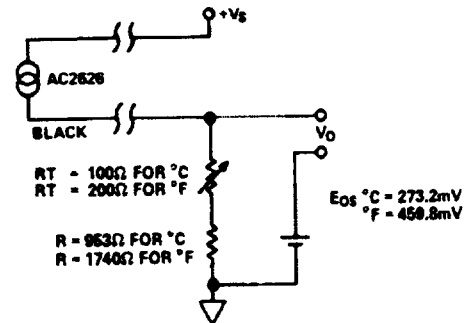 +VS
AC2626
BLACK
VO
RT = 100Ω FOR °C
RT = 200Ω FOR °F
EOS °C = 273.2mV
°F = 459.8mV
R = 953Ω FOR °C
R = 1740Ω FOR °F